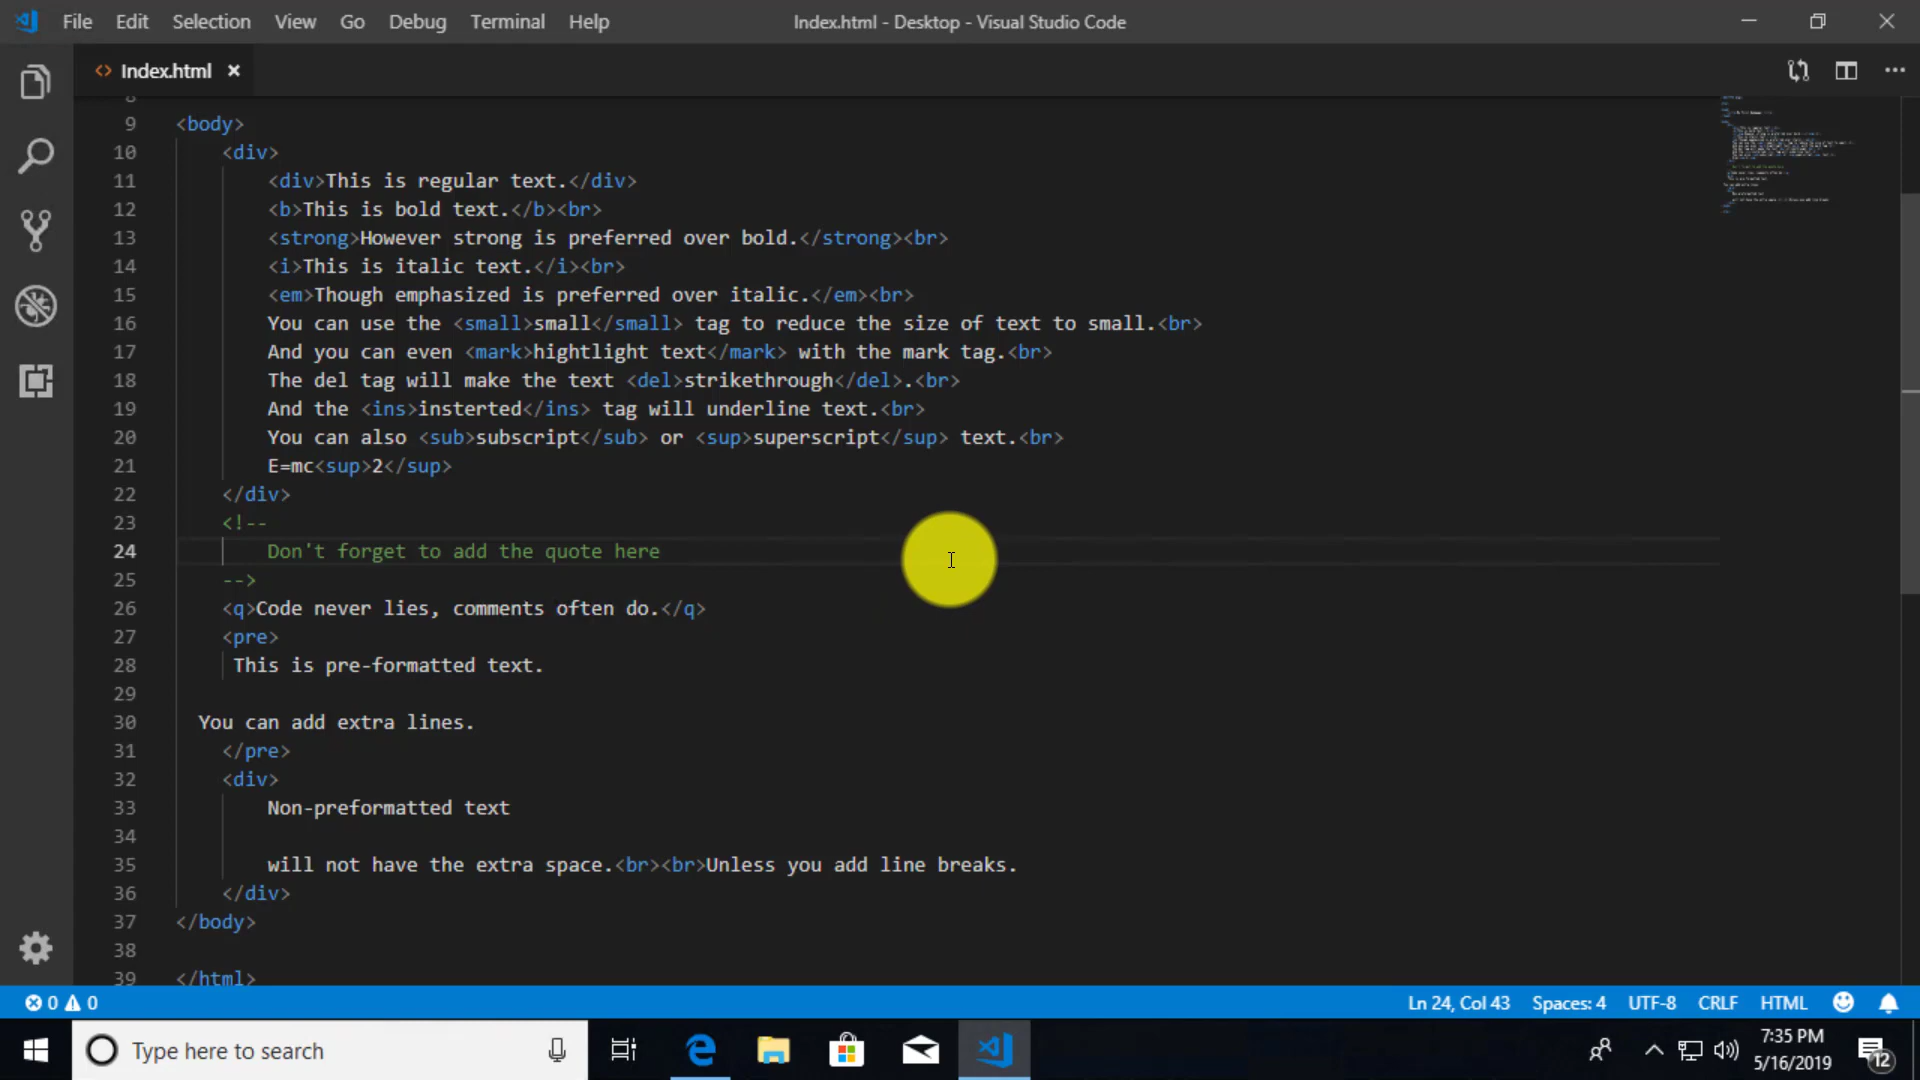 File Edit Selection View Go Debug Terminal Help Index.html - Desktop - Visual Studio Code
<> Index.html
8
9 <body>
10 <div>
11 <div>This is regular text.</div>
12 <b>This is bold text.</b><br>
13 <strong>However strong is preferred over bold.</strong><br>
14 <i>This is italic text.</i><br>
15 <em>Though emphasized is preferred over italic.</em><br>
16 You can use the <small>small</small> tag to reduce the size of text to small.<br>
17 And you can even <mark>hightlight text</mark> with the mark tag.<br>
18 The del tag will make the text <del>strikethrough</del>.<br>
19 And the <ins>insterted</ins> tag will underline text.<br>
20 You can also <sub>subscript</sub> or <sup>superscript</sup> text.<br>
21 E=mc<sup>2</sup>
22 </div>
23 <!--
24 Don't forget to add the quote here
25 -->
26 <q>Code never lies, comments often do.</q>
27 <pre>
28 This is pre-formatted text.
29
30 You can add extra lines.
31 </pre>
32 <div>
33 Non-preformatted text
34
35 will not have the extra space.<br><br>Unless you add line breaks.
36 </div>
37 </body>
38
39 </html>
0 0 Ln 24, Col 43 Spaces: 4 UTF-8 CRLF HTML
Type here to search 7:35 PM
5/16/2019 12